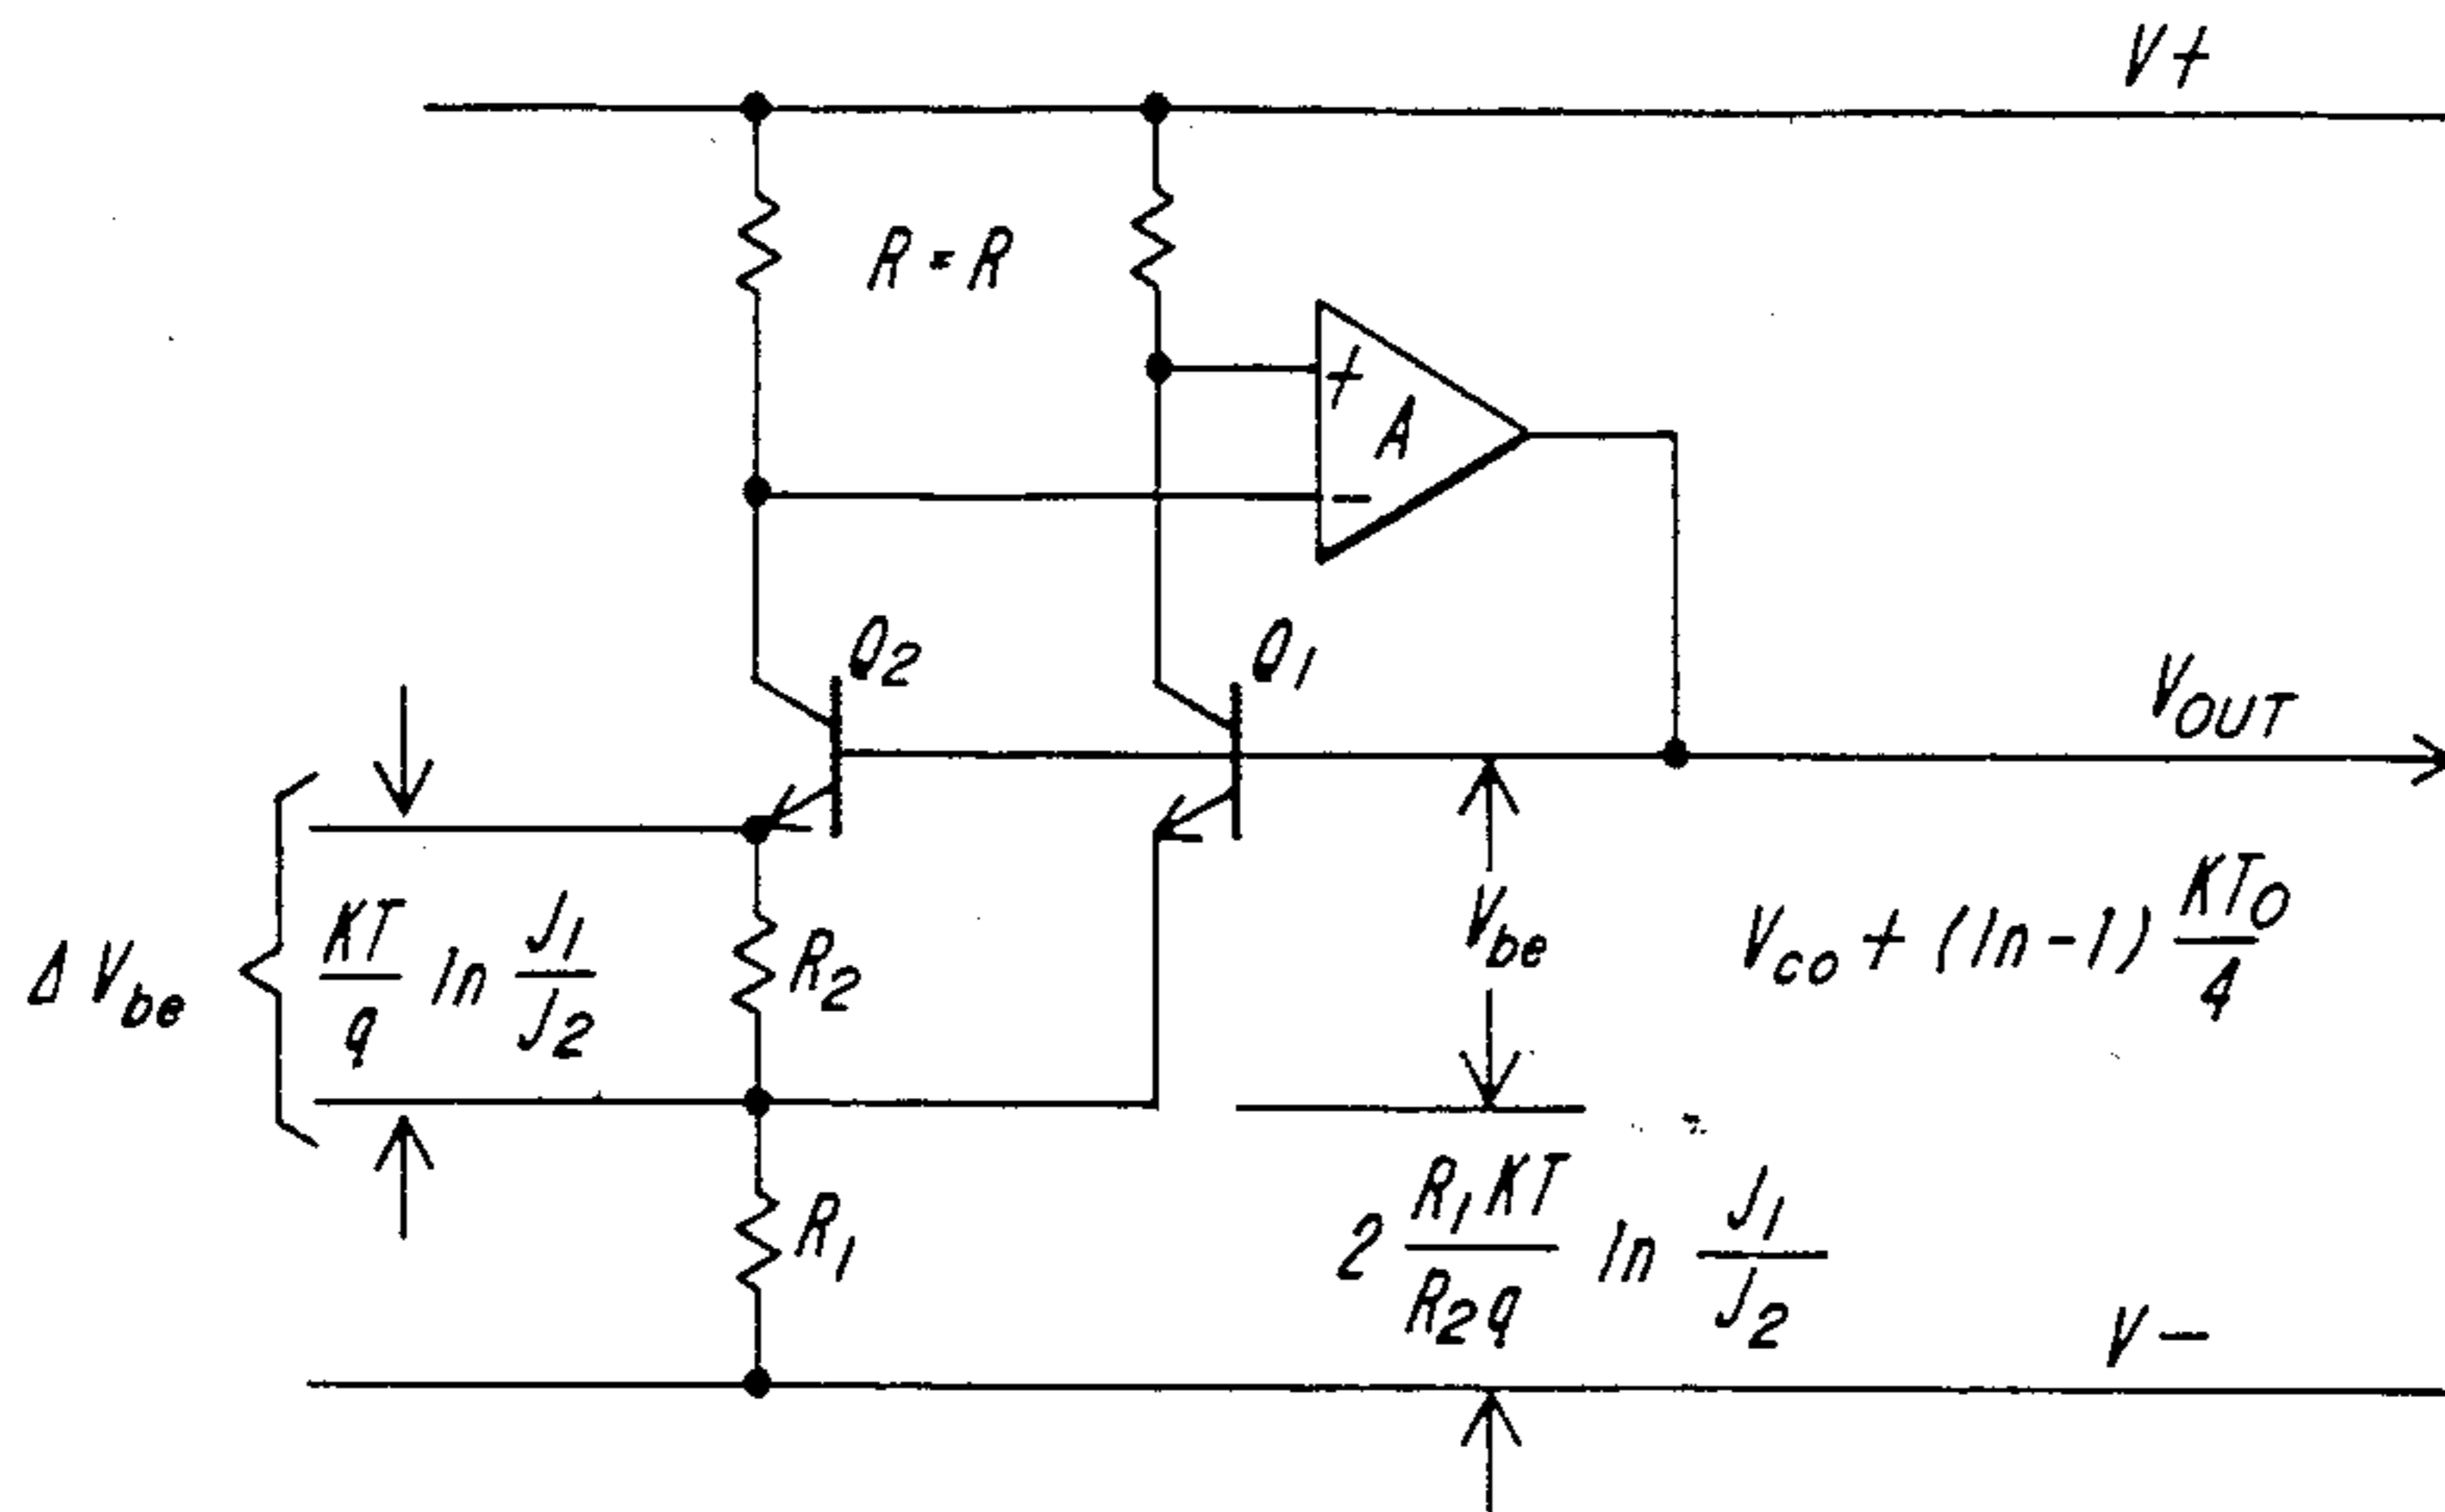 V+
R = R
+
A
−
Q2
Q1
VOUT
ΔVbe
KT/q ln J1/J2
R2
Vbe
Vco + (ln-1) KTO/q
R1
2 R1KT/R2q ln J1/J2
V−